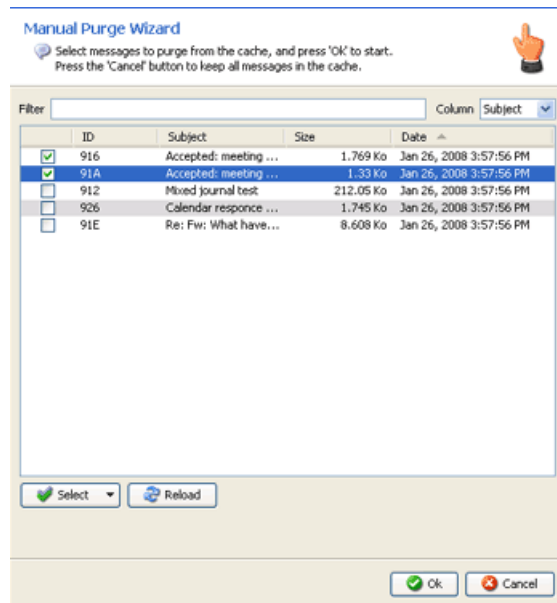 Manual Purge Wizard
Select messages to purge from the cache, and press 'Ok' to start.
Press the 'Cancel' button to keep all messages in the cache.
Filter Column Subject
ID Subject Size Date
916 Accepted: meeting ... 1.769 Ko Jan 26, 2008 3:57:56 PM
91A Accepted: meeting ... 1.33 Ko Jan 26, 2008 3:57:56 PM
912 Mixed journal test 212.05 Ko Jan 26, 2008 3:57:56 PM
926 Calendar responce ... 1.745 Ko Jan 26, 2008 3:57:56 PM
91E Re: Fw: What have... 8.608 Ko Jan 26, 2008 3:57:56 PM
Select Reload
Ok Cancel